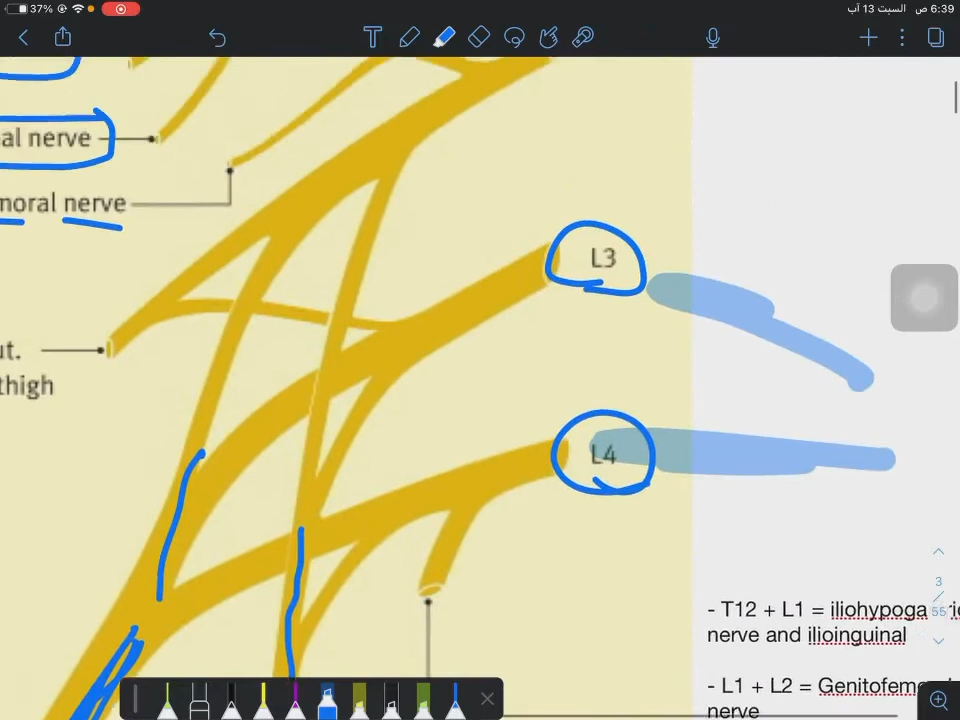 37%
6:39 ص السبت 13 آب
al nerve
moral nerve
L3
ut.
thigh
L4
3
55
- T12 + L1 = iliohypoga
nerve and ilioinguinal
- L1 + L2 = Genitofem
nerve